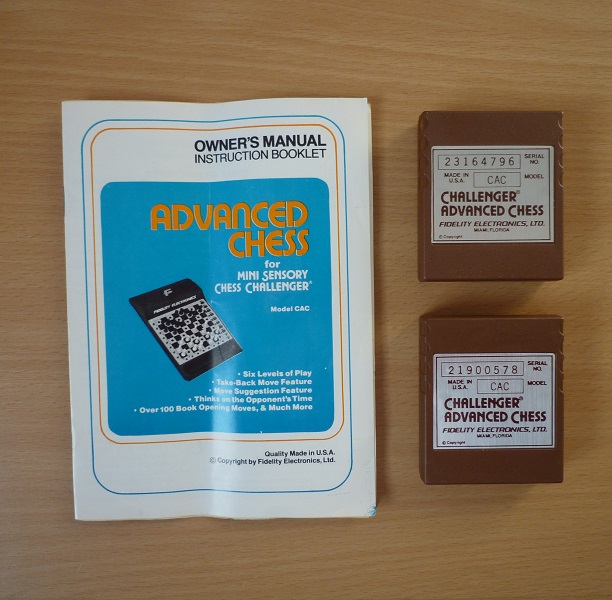 OWNER'S MANUAL
INSTRUCTION BOOKLET
ADVANCED
CHESS
for
MINI SENSORY
CHESS CHALLENGER®
Model CAC
FIDELITY ELECTRONICS
• Six Levels of Play
• Take-Back Move Feature
• Move Suggestion Feature
• Thinks on the Opponent's Time
• Over 100 Book Opening Moves, & Much More
Quality Made in U.S.A.
© Copyright by Fidelity Electronics, Ltd.
23164796 SERIAL NO.
MADE IN U.S.A. CAC MODEL
CHALLENGER®
ADVANCED CHESS
FIDELITY ELECTRONICS, LTD.
MIAMI, FLORIDA
© Copyright
21900578 SERIAL NO.
MADE IN U.S.A. CAC MODEL
CHALLENGER®
ADVANCED CHESS
FIDELITY ELECTRONICS, LTD.
MIAMI, FLORIDA
© Copyright